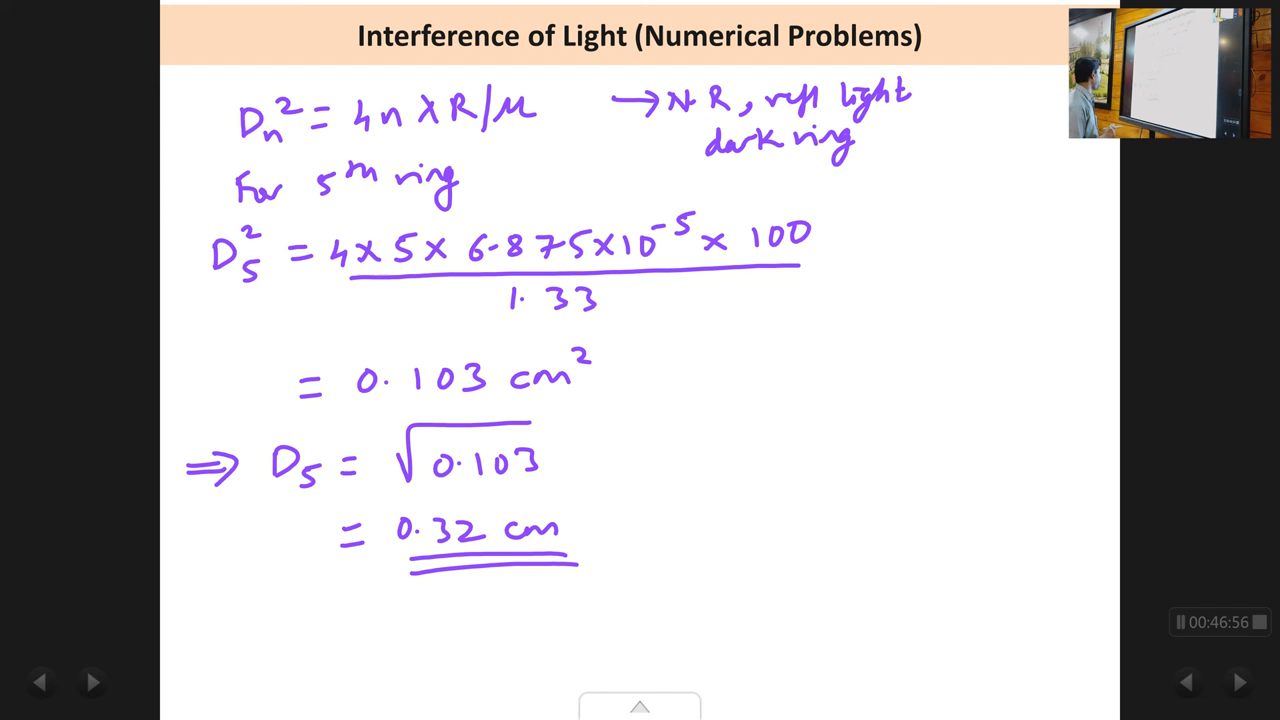 Interference of Light (Numerical Problems)
Dₙ² = 4nλR/μ → N R, refl light
dark ring
For 5th ring
D₅² = 4 x 5 x 6.875 x 10⁻⁵ x 100
1.33
= 0.103 cm²
⇒ D₅ = √0.103
= 0.32 cm
00:46:56